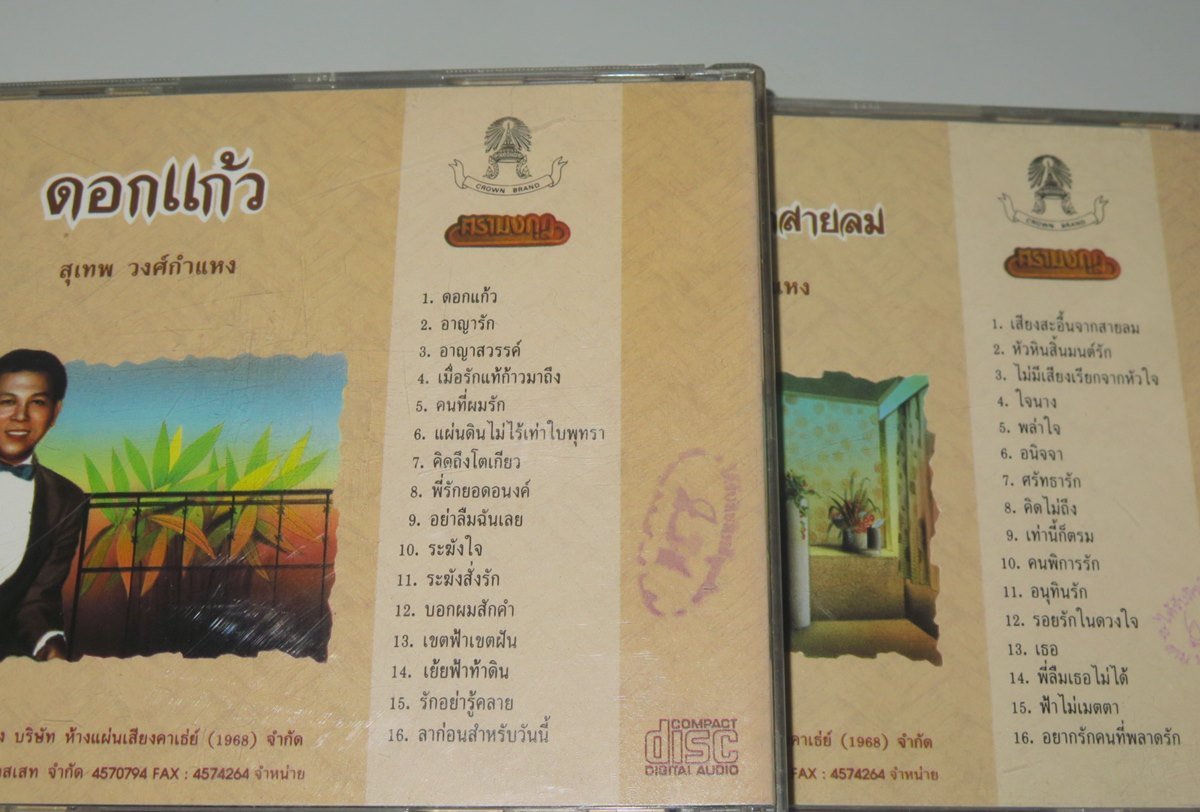 ดอกแก้ว
สุเทพ วงศ์กำแหง
CROWN BRAND
ตรามงกุฎ
1. ดอกแก้ว
2. อาญารัก
3. อาญาสวรรค์
4. เมื่อรักแท้ก้าวมาถึง
5. คนที่ผมรัก
6. แผ่นดินไม่ไร้เท่าใบพุทรา
7. คิดถึงโตเกียว
8. พี่รักยอดอนงค์
9. อย่าลืมฉันเลย
10. ระฆังใจ
11. ระฆังสั่งรัก
12. บอกผมสักคำ
13. เขตฟ้าเขตฝัน
14. เย้ยฟ้าท้าดิน
15. รักอย่ารู้คลาย
16. ลาก่อนสำหรับวันนี้
บริษัท ห้างแผ่นเสียงคาเธ่ย์ (1968) จำกัด
จำกัด 4570794 FAX : 4574264 จำหน่าย
COMPACT
disc
DIGITAL AUDIO
สายลม
CROWN BRAND
ตรามงกุฎ
1. เสียงสะอื้นจากสายลม
2. หัวหินสิ้นมนต์รัก
3. ไม่มีเสียงเรียกจากหัวใจ
4. ใจนาง
5. พล่าใจ
6. อนิจจา
7. ศรัทธารัก
8. คิดไม่ถึง
9. เท่านี้ก็ตรม
10. คนพิการรัก
11. อนุทินรัก
12. รอยรักในดวงใจ
13. เธอ
14. พี่ลืมเธอไม่ได้
15. ฟ้าไม่เมตตา
16. อยากรักคนที่พลาดรัก
คาเธ่ย์ (1968) จำกัด
FAX : 4574264 จำหน่าย